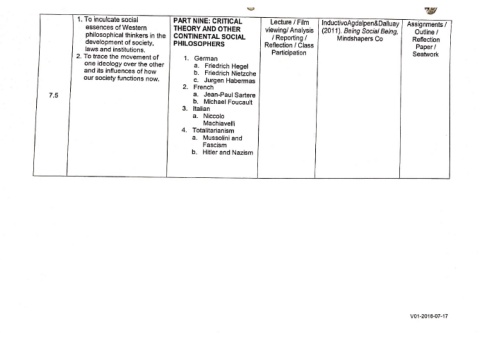 7.5
1. To inculcate social
essences of Western
philosophical thinkers in the
development of society,
laws and institutions.
2. To trace the movement of
one ideology over the other
and its influences of how
our society functions now.
PART NINE: CRITICAL
THEORY AND OTHER
CONTINENTAL SOCIAL
PHILOSOPHERS
1. German
a. Friedrich Hegel
b. Friedrich Nietzche
c. Jurgen Habermas
2. French
a. Jean-Paul Sartere
b. Michael Foucault
3. Italian
a. Niccolo
Machiavelli
4. Totalitarianism
a. Mussolini and
Fascism
b. Hitler and Nazism
Lecture / Film
viewing/ Analysis
/ Reporting /
Reflection / Class
Participation
InductivoAgdelpen&Dalluay
(2011). Being Social Being,
Mindshapers Co
Assignments /
Outline /
Reflection
Paper /
Seatwork
V01-2016-07-17